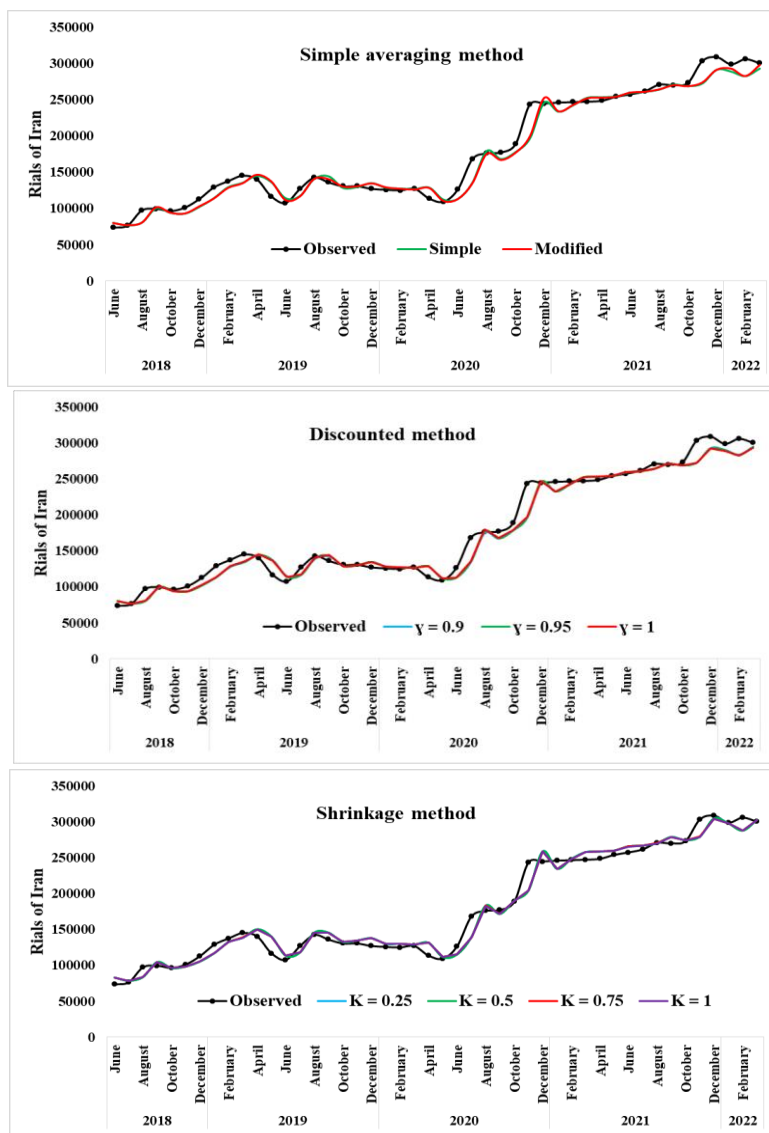 Simple averaging method
Rials of Iran
350000
300000
250000
200000
150000
100000
50000
0
Observed Simple Modified
June August October December February April June August October December February April June August October December February April June August October December February
2018 2019 2020 2021 2022
Discounted method
Rials of Iran
350000
300000
250000
200000
150000
100000
50000
0
Observed γ = 0.9 γ = 0.95 γ = 1
June August October December February April June August October December February April June August October December February April June August October December February
2018 2019 2020 2021 2022
Shrinkage method
Rials of Iran
350000
300000
250000
200000
150000
100000
50000
0
Observed K = 0.25 K = 0.5 K = 0.75 K = 1
June August October December February April June August October December February April June August October December February April June August October December February
2018 2019 2020 2021 2022